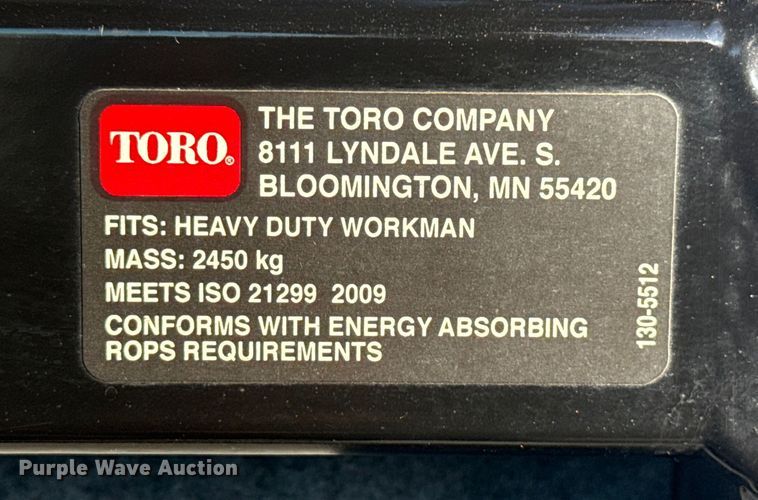 TORO®
THE TORO COMPANY
8111 LYNDALE AVE. S.
BLOOMINGTON, MN 55420
FITS: HEAVY DUTY WORKMAN
MASS: 2450 kg
MEETS ISO 21299 2009
CONFORMS WITH ENERGY ABSORBING
ROPS REQUIREMENTS
130-5512
Purple Wave Auction